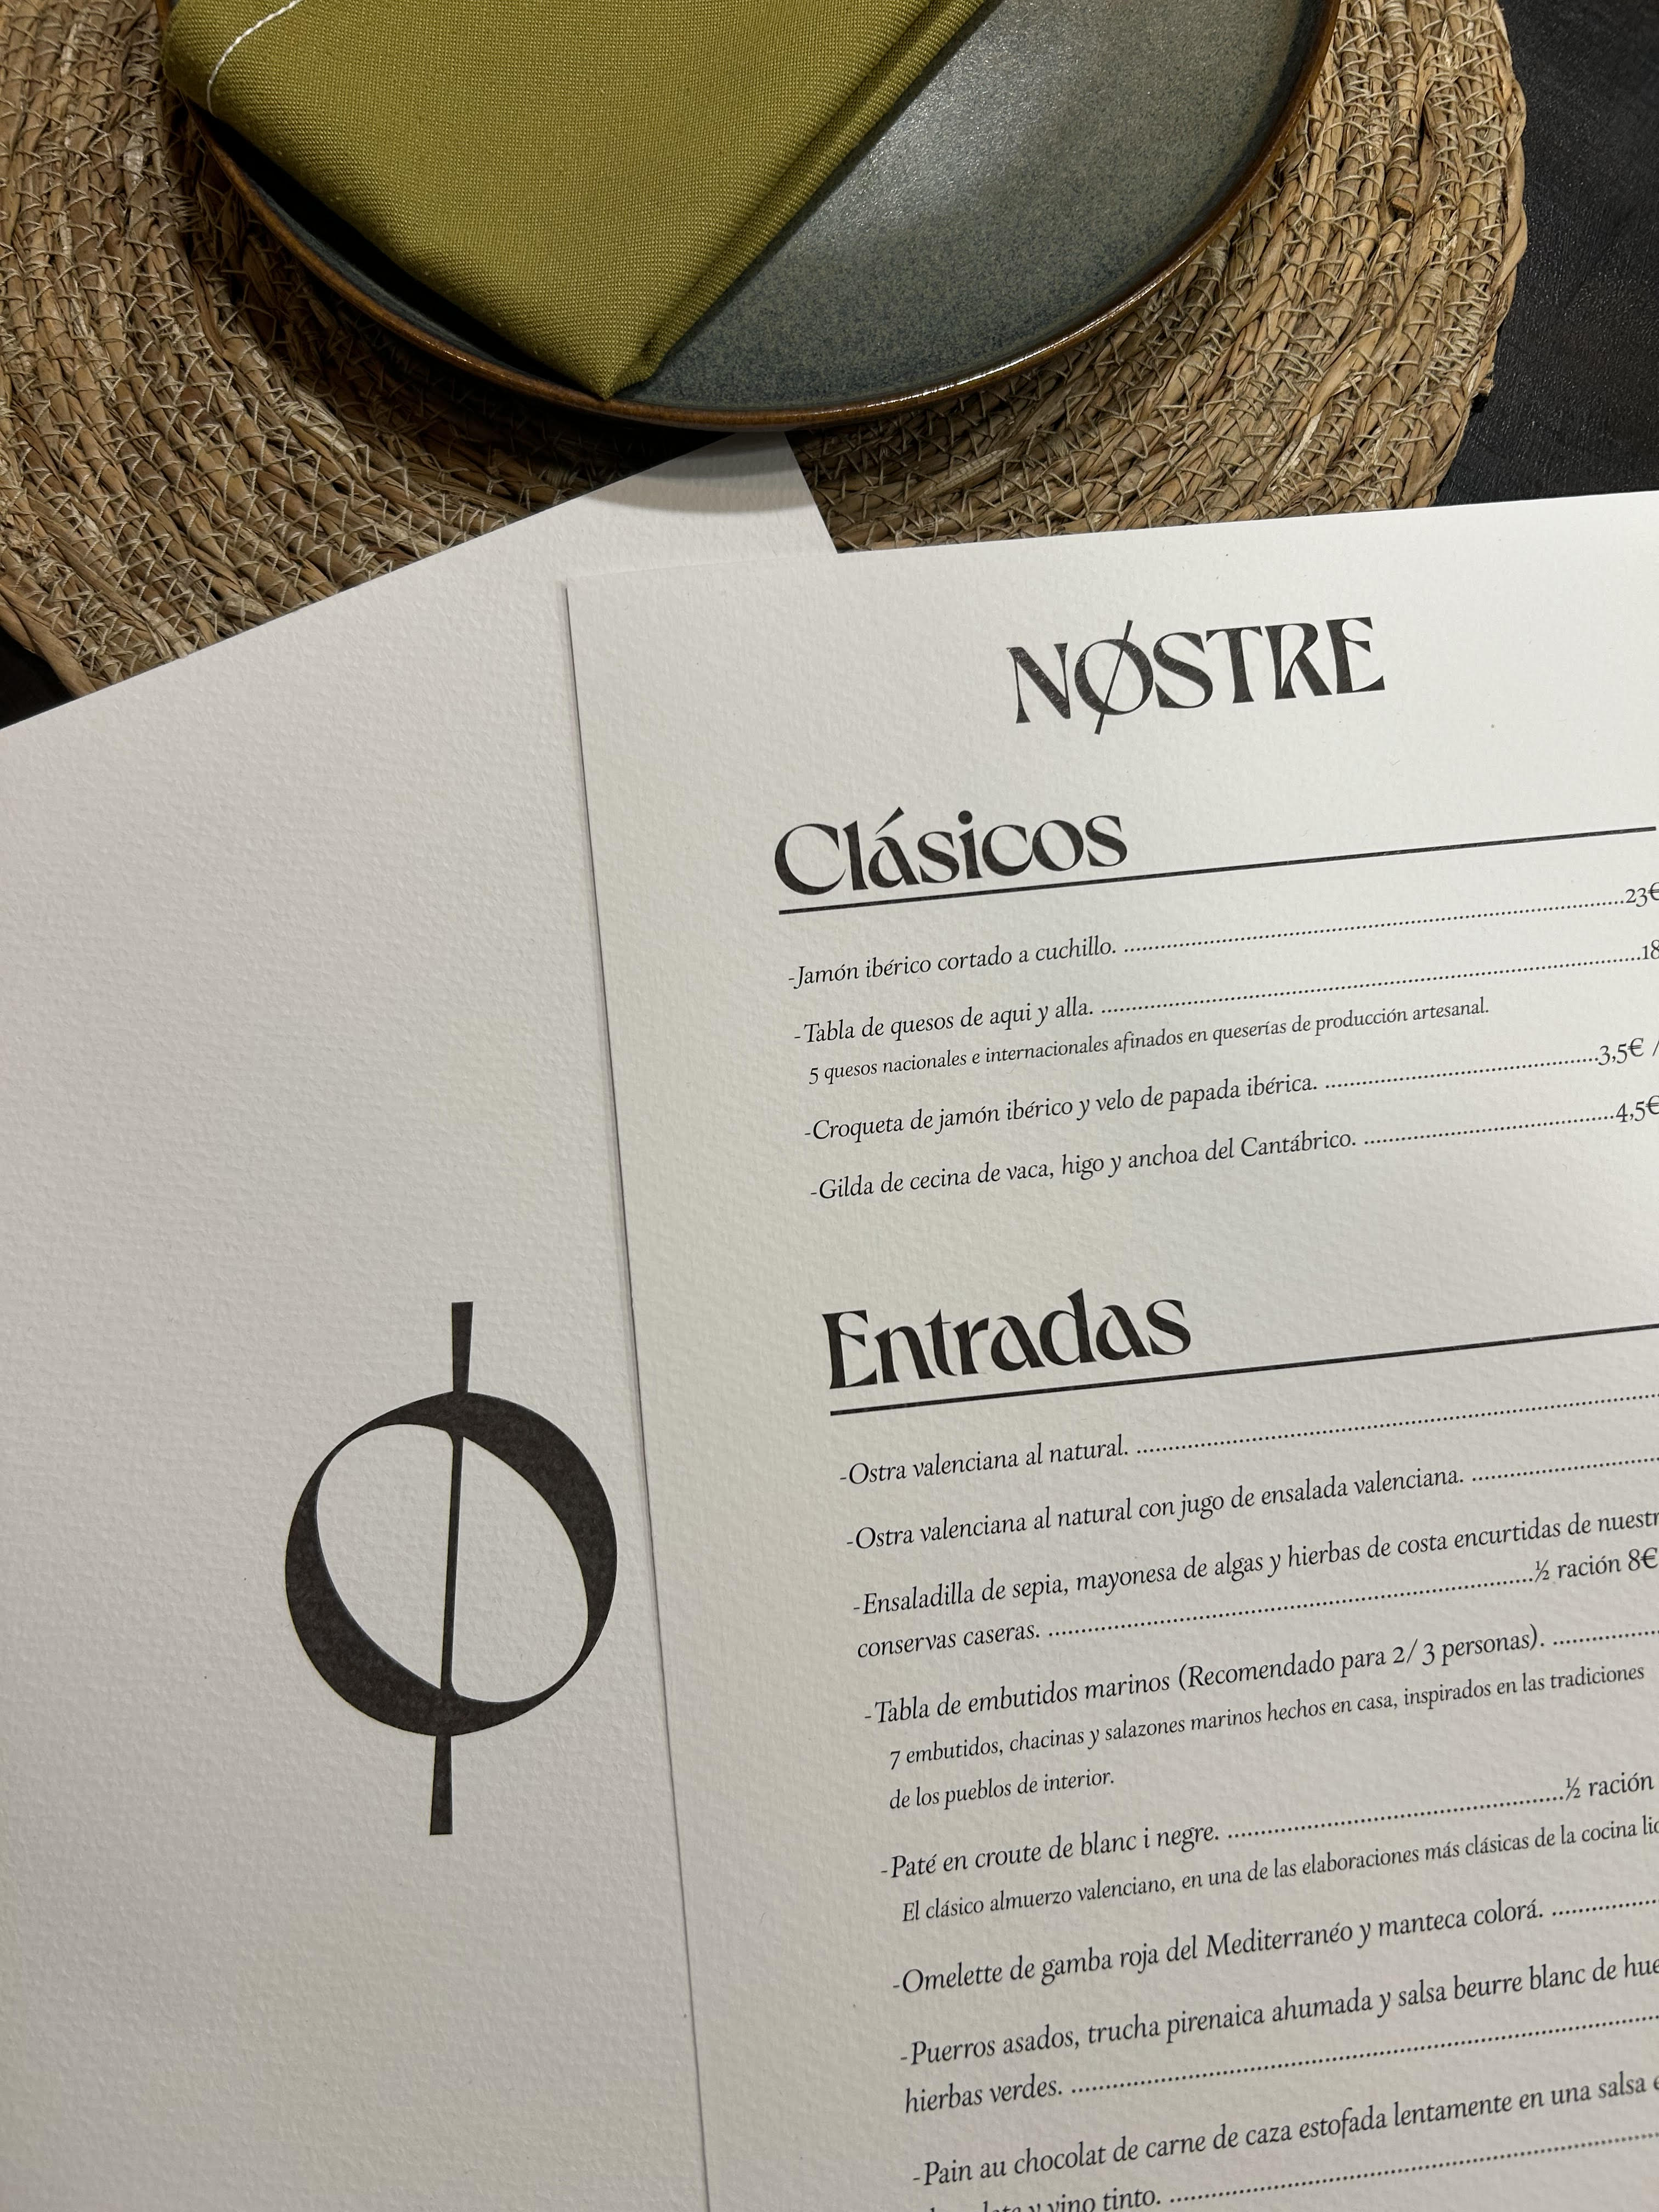 NØSTRE
Clásicos
-Jamón ibérico cortado a cuchillo. ....................23€
-Tabla de quesos de aqui y alla. ....................18
5 quesos nacionales e internacionales afinados en queserías de producción artesanal.
-Croqueta de jamón ibérico y velo de papada ibérica. ....................3,5€ /
-Gilda de cecina de vaca, higo y anchoa del Cantábrico. ....................4,5€
Entradas
-Ostra valenciana al natural. ....................
-Ostra valenciana al natural con jugo de ensalada valenciana. ....................
-Ensaladilla de sepia, mayonesa de algas y hierbas de costa encurtidas de nuestr
conservas caseras. ....................½ ración 8€
-Tabla de embutidos marinos (Recomendado para 2/ 3 personas). ....................
7 embutidos, chacinas y salazones marinos hechos en casa, inspirados en las tradiciones
de los pueblos de interior.
-Paté en croute de blanc i negre. ....................½ ración
El clásico almuerzo valenciano, en una de las elaboraciones más clásicas de la cocina
-Omelette de gamba roja del Mediterranéo y manteca colorá. ....................
-Puerros asados, trucha pirenaica ahumada y salsa beurre blanc de hue
hierbas verdes. ....................
-Pain au chocolat de carne de caza estofada lentamente en una salsa
y vino tinto. ....................